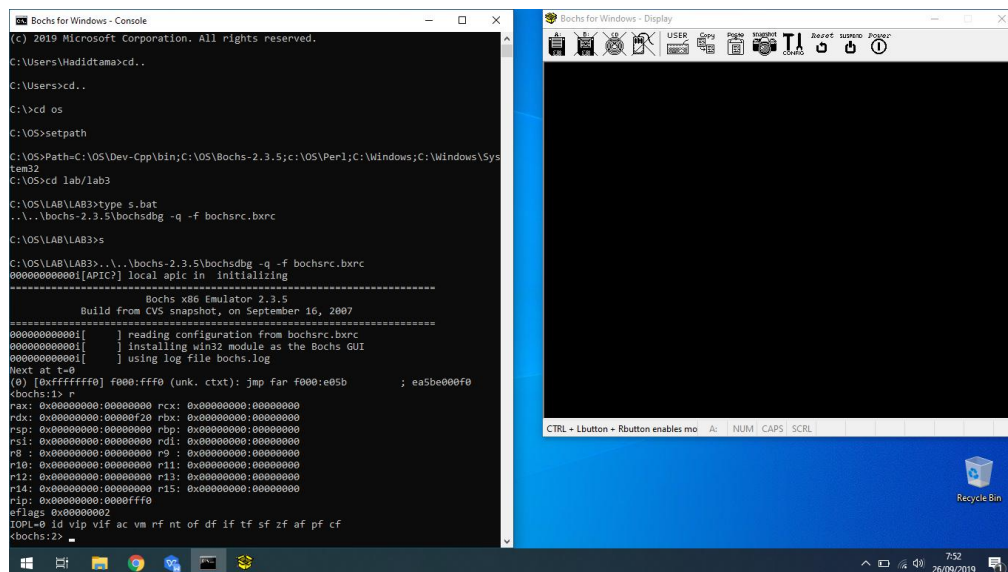 Bochs for Windows - Console
(c) 2019 Microsoft Corporation. All rights reserved.
C:\Users\Hadidtama>cd..
C:\Users>cd..
C:\>cd os
C:\OS>setpath
C:\OS>Path=C:\OS\Dev-Cpp\bin;C:\OS\Bochs-2.3.5;c:\OS\Perl;C:\Windows;C:\Windows\Sys
tem32
C:\OS>cd lab/lab3
C:\OS\LAB\LAB3>type s.bat
..\..\bochs-2.3.5\bochsdbg -q -f bochsrc.bxrc
C:\OS\LAB\LAB3>s
C:\OS\LAB\LAB3>..\..\bochs-2.3.5\bochsdbg -q -f bochsrc.bxrc
00000000000i[APIC?] local apic in  initializing
========================================================================
Bochs x86 Emulator 2.3.5
Build from CVS snapshot, on September 16, 2007
========================================================================
00000000000i[     ] reading configuration from bochsrc.bxrc
00000000000i[     ] installing win32 module as the Bochs GUI
00000000000i[     ] using log file bochs.log
Next at t=0
(0) [0xfffffff0] f000:fff0 (unk. ctxt): jmp far f000:e05b         ; ea5be000f0
<bochs:1> r
rax: 0x00000000:00000000 rcx: 0x00000000:00000000
rdx: 0x00000000:00000f20 rbx: 0x00000000:00000000
rsp: 0x00000000:00000000 rbp: 0x00000000:00000000
rsi: 0x00000000:00000000 rdi: 0x00000000:00000000
r8 : 0x00000000:00000000 r9 : 0x00000000:00000000
r10: 0x00000000:00000000 r11: 0x00000000:00000000
r12: 0x00000000:00000000 r13: 0x00000000:00000000
r14: 0x00000000:00000000 r15: 0x00000000:00000000
rip: 0x00000000:0000fff0
eflags 0x00000002
IOPL=0 id vip vif ac vm rf nt of df if tf sf zf af pf cf
<bochs:2>
Bochs for Windows - Display
A: B: CD USER Copy Paste snapshot CONFIG Reset suspend Power
CTRL + Lbutton + Rbutton enables mo A: NUM CAPS SCRL
Recycle Bin
7:52
26/09/2019